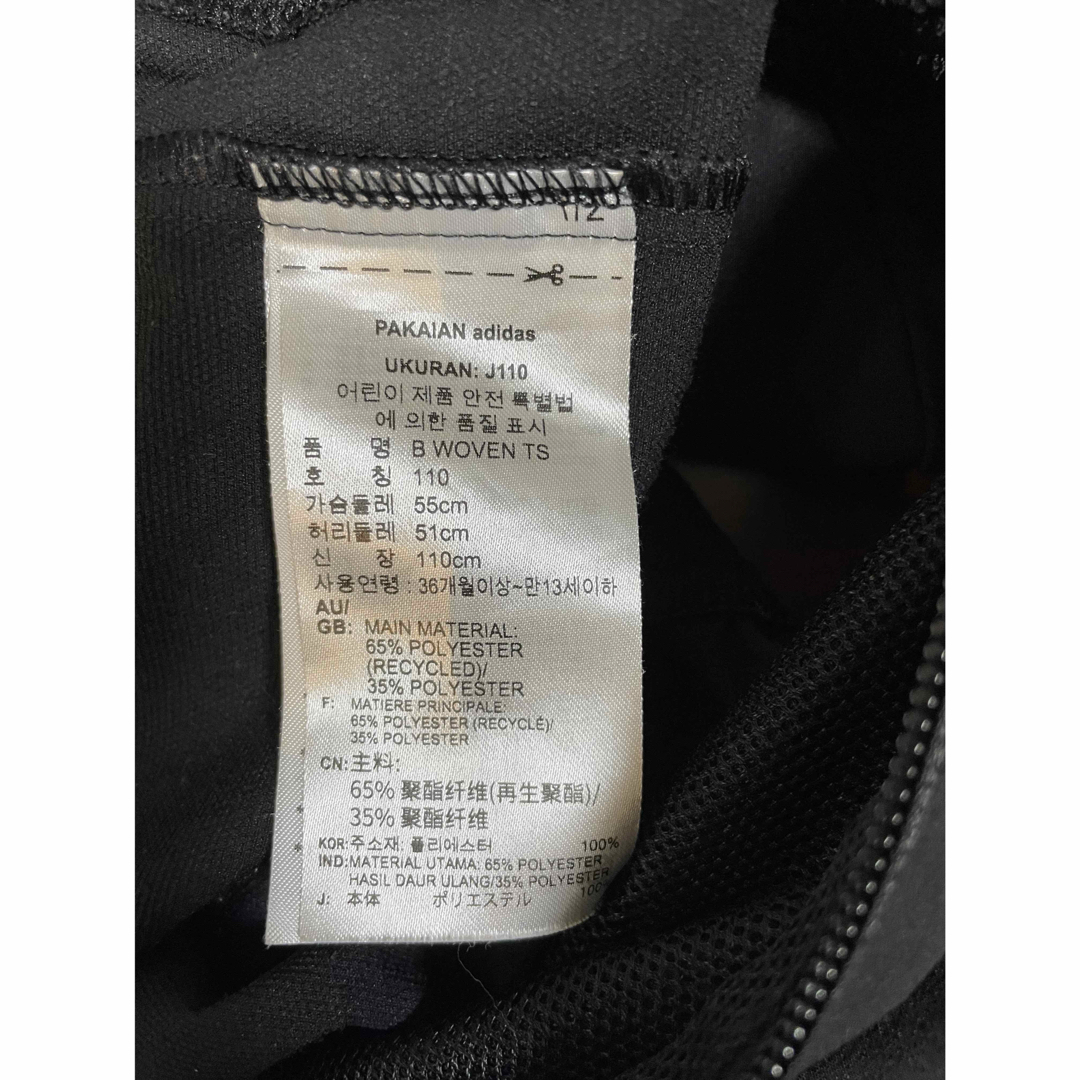 PAKAIAN adidas
UKURAN: J110
어린이 제품 안전 특별법
에 의한 품질 표시
품 명 B WOVEN TS
호 칭 110
가슴둘레 55cm
허리둘레 51cm
신 장 110cm
사용연령 : 36개월이상~만13세이하
AU/
GB: MAIN MATERIAL:
65% POLYESTER
(RECYCLED)/
35% POLYESTER
F: MATIERE PRINCIPALE:
65% POLYESTER (RECYCLÉ)/
35% POLYESTER
CN: 主料:
65% 聚酯纤维(再生聚酯)/
35% 聚酯纤维
KOR: 주소재: 폴리에스터 100%
IND: MATERIAL UTAMA: 65% POLYESTER
HASIL DAUR ULANG/35% POLYESTER
J: 本体 ポリエステル 100%